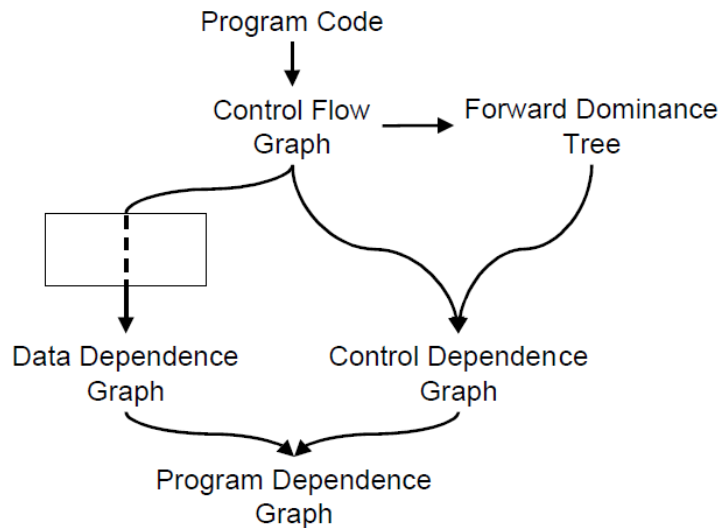 Program Code
Control Flow
Graph
Forward Dominance
Tree
Data Dependence
Graph
Control Dependence
Graph
Program Dependence
Graph